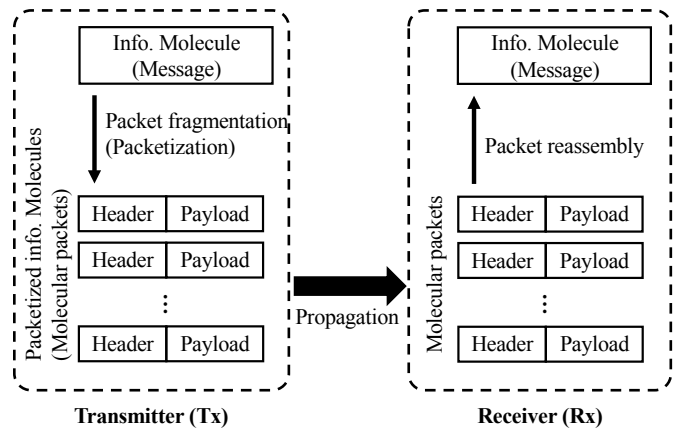 Info. Molecule
(Message)
Packet fragmentation
(Packetization)
Packetized info. Molecules
(Molecular packets)
Header Payload
Header Payload
...
Header Payload
Transmitter (Tx)
Propagation
Info. Molecule
(Message)
Packet reassembly
Molecular packets
Header Payload
Header Payload
...
Header Payload
Receiver (Rx)